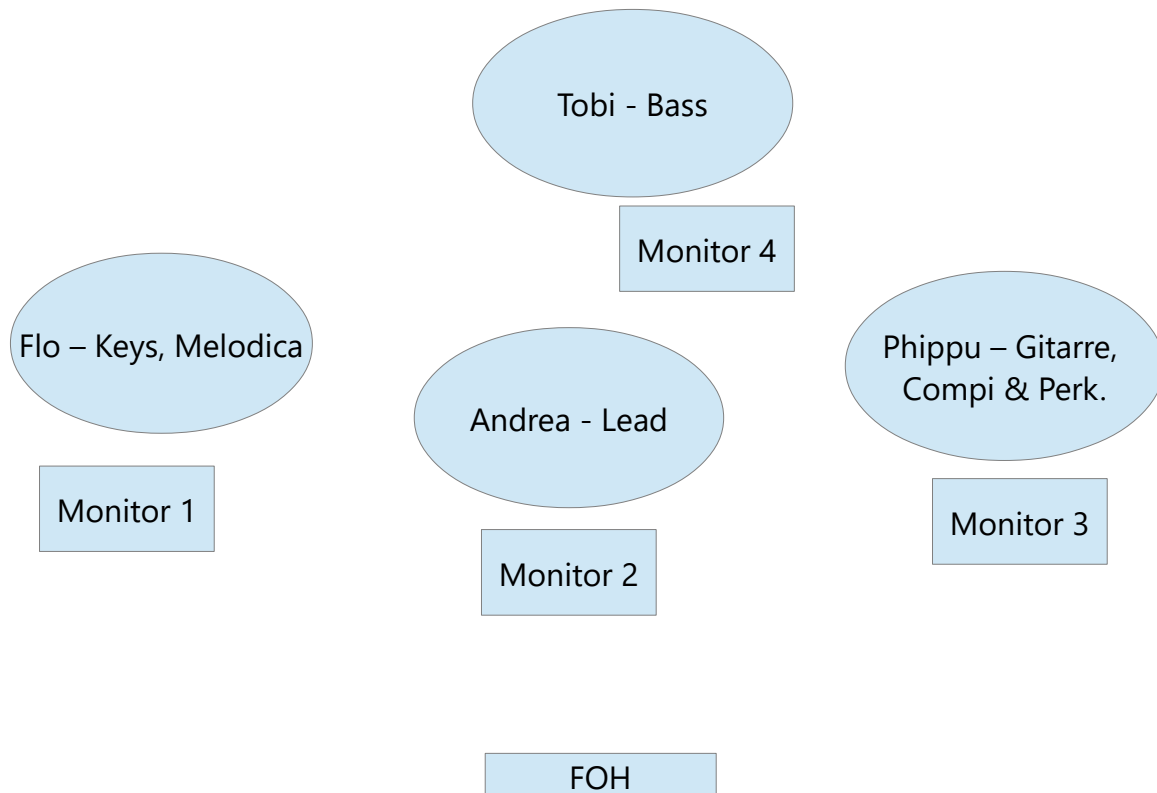 Tobi - Bass
Monitor 4
Flo – Keys, Melodica
Phippu – Gitarre,
Compi & Perk.
Andrea - Lead
Monitor 1
Monitor 3
Monitor 2
FOH